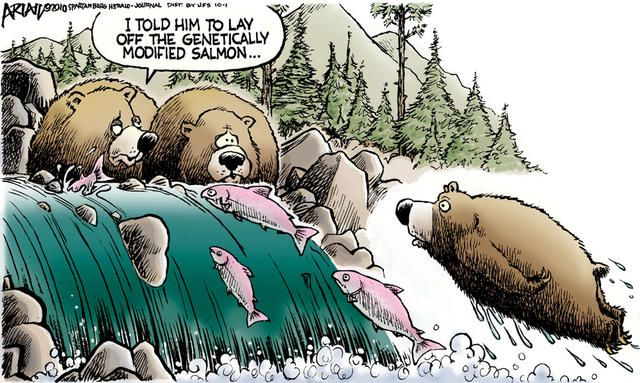 ARIAIL ©2010 SPARTANBURG HERALD-JOURNAL DIST. BY UFS 10-1
I TOLD HIM TO LAY
OFF THE GENETICALLY
MODIFIED SALMON...